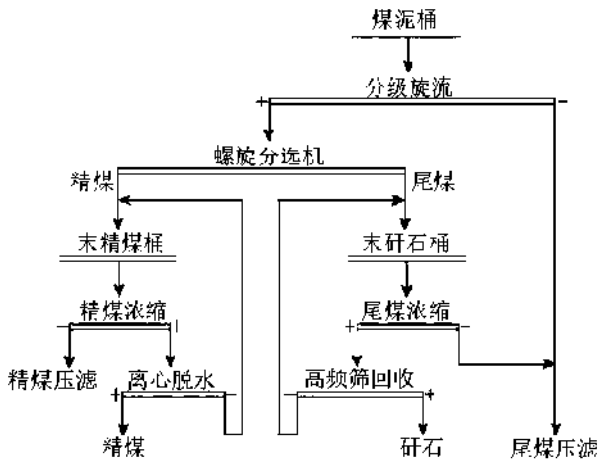 煤泥桶
分级旋流
+
-
螺旋分选机
精煤
尾煤
末精煤桶
末矸石桶
精煤浓缩
尾煤浓缩
-
+
+
-
精煤压滤
离心脱水
高频筛回收
+
-
-
+
精煤
矸石
尾煤压滤